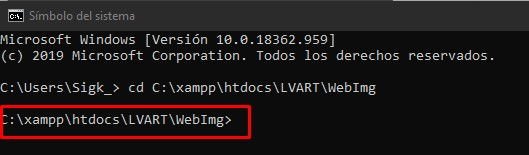 Símbolo del sistema
Microsoft Windows [Versión 10.0.18362.959]
(c) 2019 Microsoft Corporation. Todos los derechos reservados.
C:\Users\Sigk_> cd C:\xampp\htdocs\LVART\WebImg
C:\xampp\htdocs\LVART\WebImg>